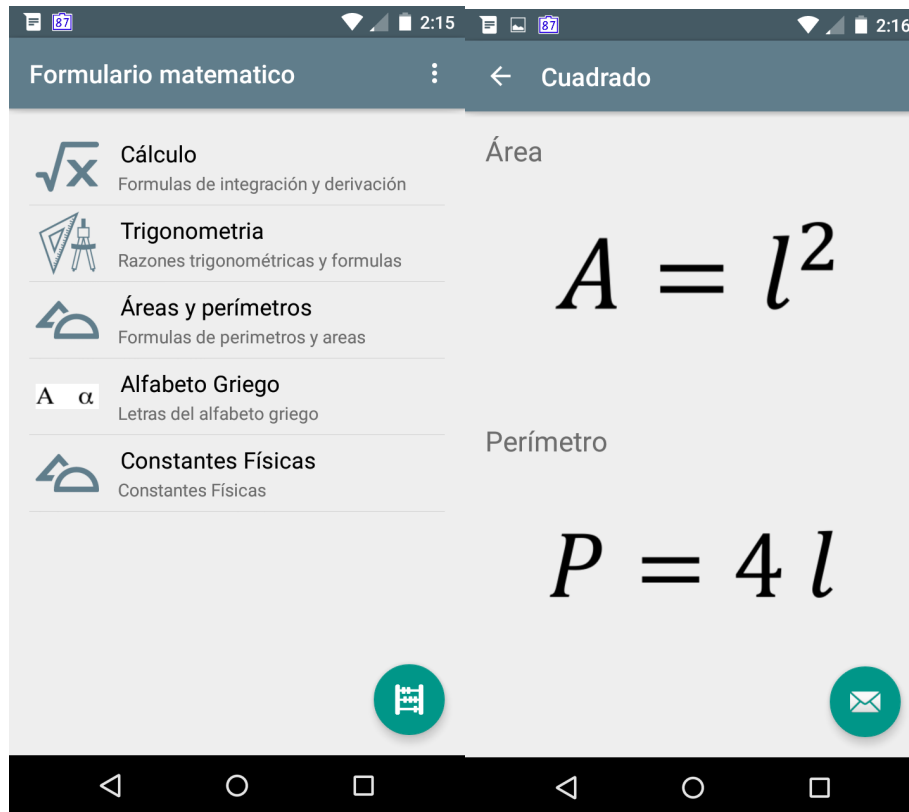 87 2:15
Formulario matematico
√x Cálculo
Formulas de integración y derivación
Trigonometria
Razones trigonométricas y formulas
Áreas y perímetros
Formulas de perimetros y areas
Α α Alfabeto Griego
Letras del alfabeto griego
Constantes Físicas
Constantes Físicas
87 2:16
Cuadrado
Área
A = l²
Perímetro
P = 4 l